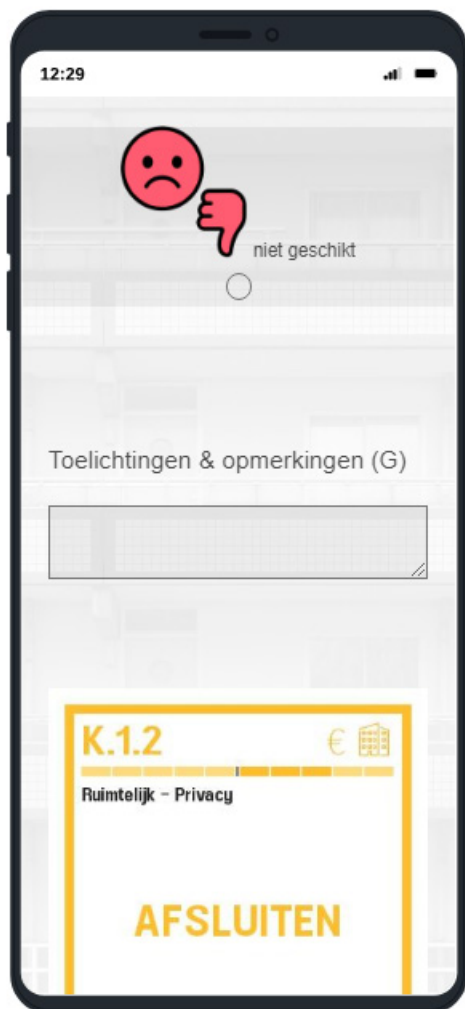 12:29
niet geschikt
Toelichtingen & opmerkingen (G)
K.1.2 €
Ruimtelijk - Privacy
AFSLUITEN